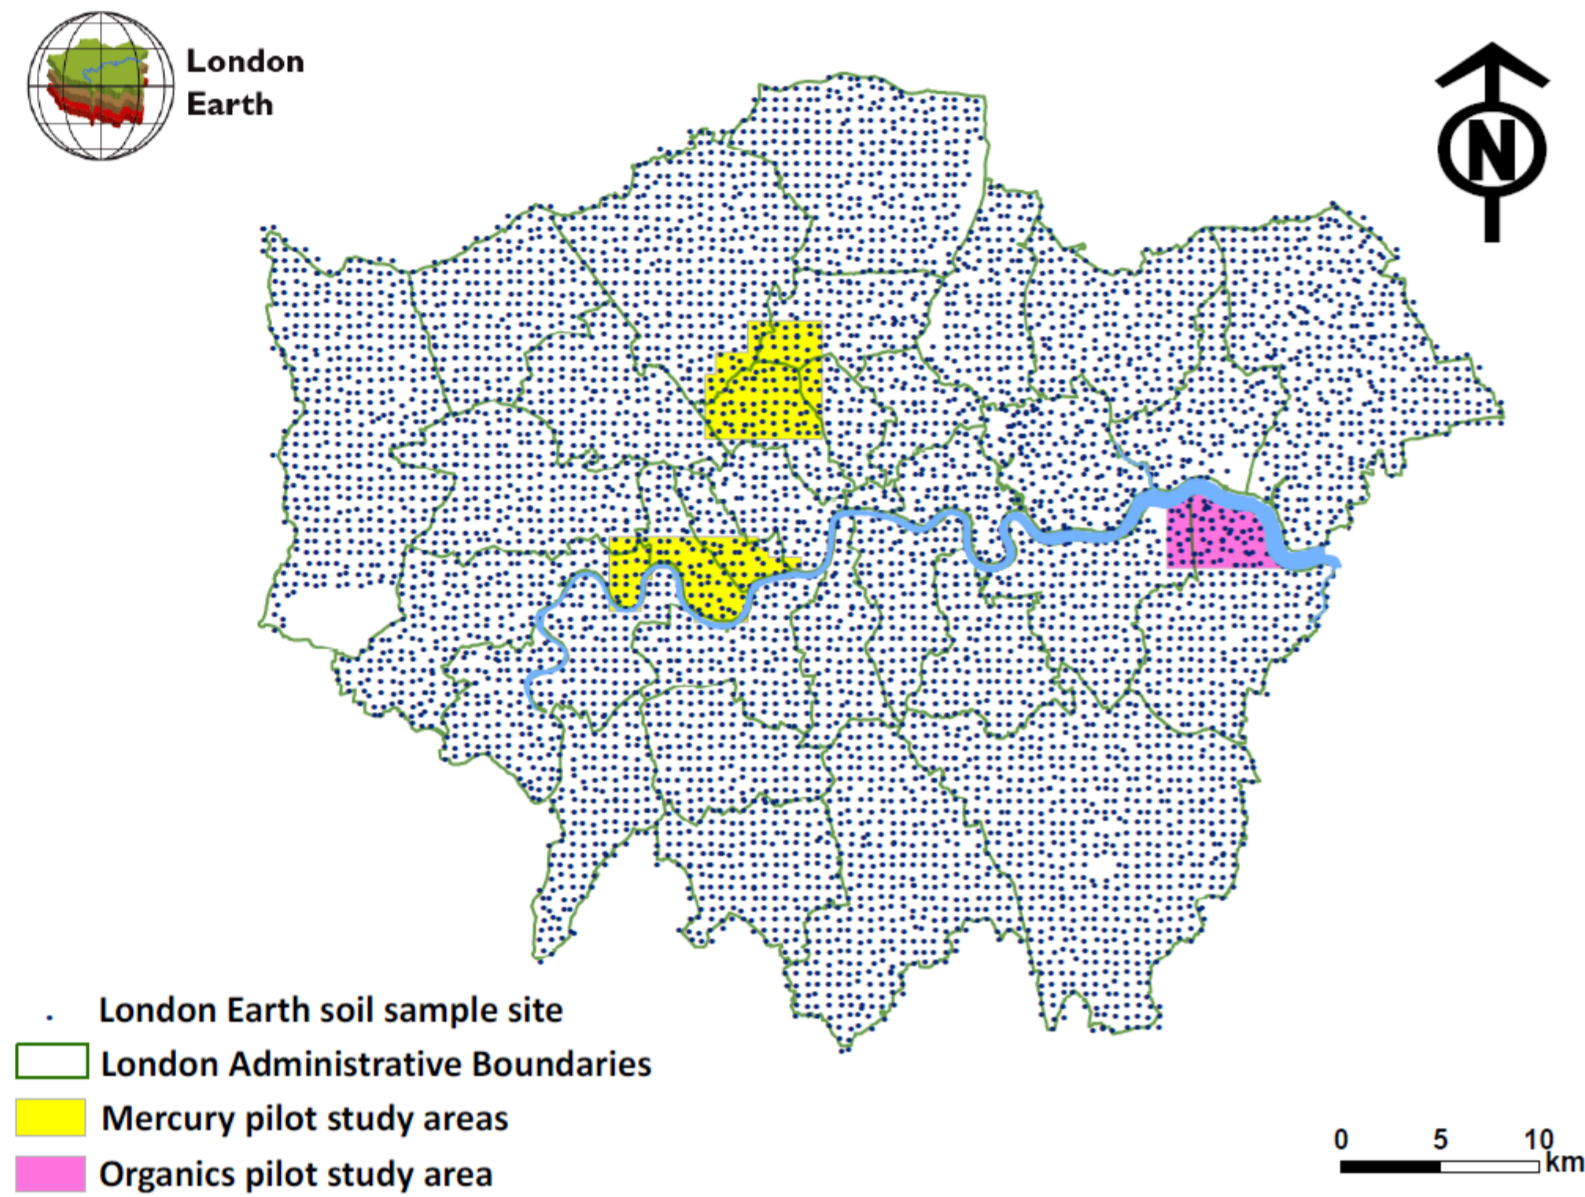 London
Earth
N
London Earth soil sample site
London Administrative Boundaries
Mercury pilot study areas
Organics pilot study area
0 5 10
km